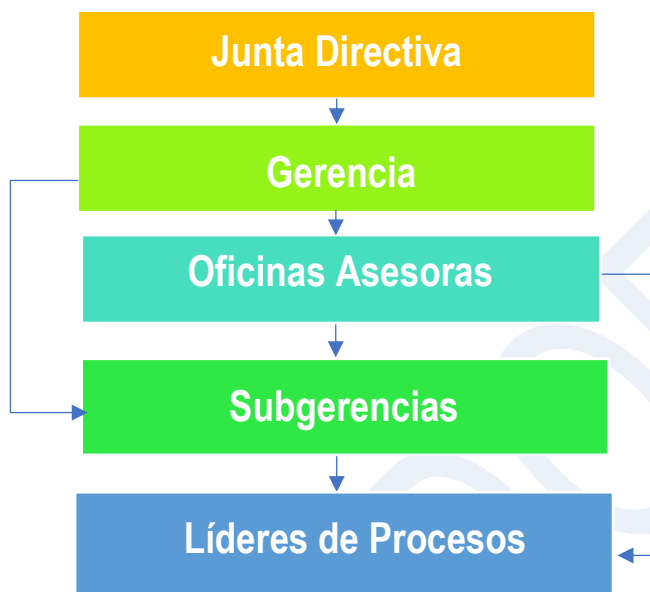 Junta Directiva
Gerencia
Oficinas Asesoras
Subgerencias
Líderes de Procesos